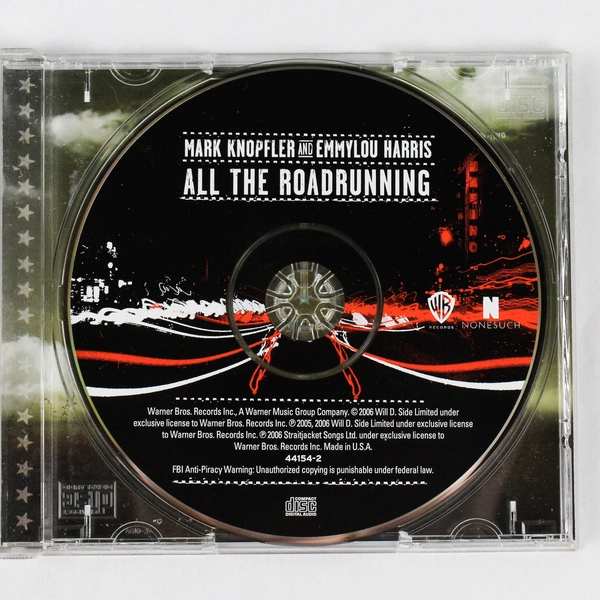 MARK KNOPFLER AND EMMYLOU HARRIS
ALL THE ROADRUNNING
CASINO
WB
RECORDS
N
NONESUCH
Warner Bros. Records Inc., A Warner Music Group Company. © 2006 Will D. Side Limited under
exclusive license to Warner Bros. Records Inc. ℗ 2005, 2006 Will D. Side Limited, exclusive license
to Warner Bros. Records Inc. ℗ 2006 Straitjacket Songs Ltd. under exclusive license to
Warner Bros. Records Inc. Made in U.S.A.
44154-2
FBI Anti-Piracy Warning: Unauthorized copying is punishable under federal law.
COMPACT
disc
DIGITAL AUDIO